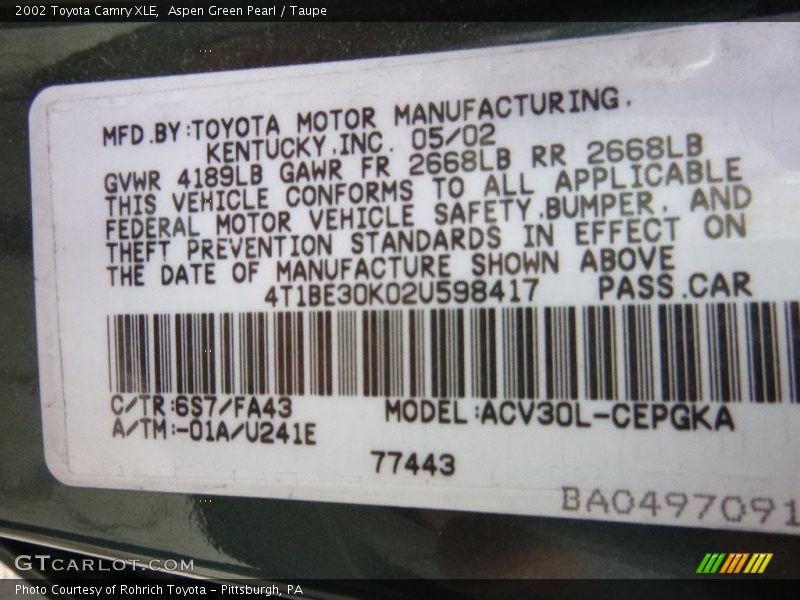 2002 Toyota Camry XLE,  Aspen Green Pearl / Taupe
MFD.BY:TOYOTA MOTOR MANUFACTURING.
KENTUCKY,INC. 05/02
GVWR 4189LB GAWR FR 2668LB RR 2668LB
THIS VEHICLE CONFORMS TO ALL APPLICABLE
FEDERAL MOTOR VEHICLE SAFETY,BUMPER, AND
THEFT PREVENTION STANDARDS IN EFFECT ON
THE DATE OF MANUFACTURE SHOWN ABOVE
4T1BE30K02U598417 PASS.CAR
C/TR:6S7/FA43 MODEL:ACV30L-CEPGKA
A/TM:-01A/U241E
77443
BA0497091
GTcarlot.com
Photo Courtesy of Rohrich Toyota - Pittsburgh, PA